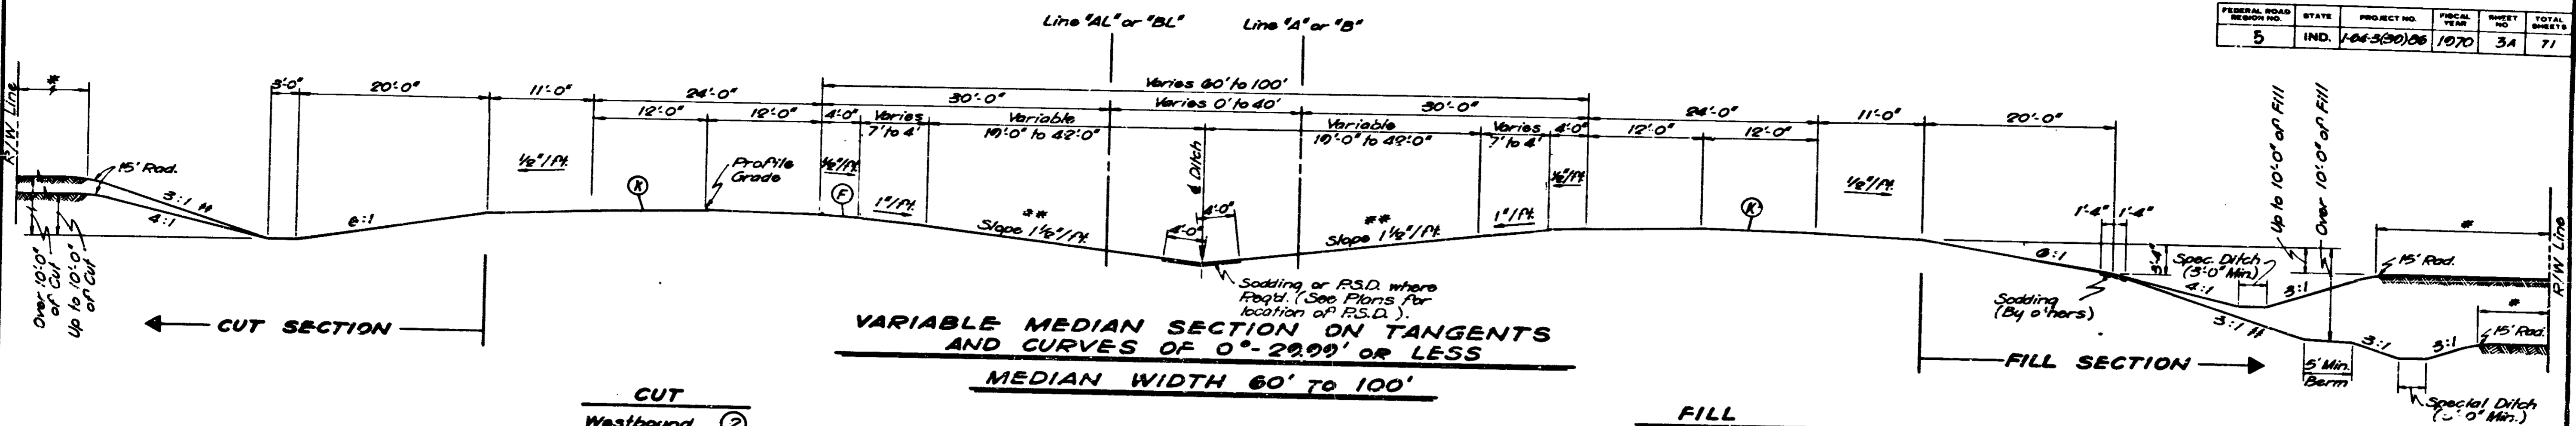 FEDERAL ROAD REGION NO. STATE PROJECT NO. FISCAL YEAR SHEET NO TOTAL SHEETS
5 IND. I-64-3(30)86 1970 3A 71
Line "AL" or "BL" Line "A" or "B"
Varies 60' to 100'
R/W Line
*
3'-0" 20'-0" 11'-0" 24'-0" 30'-0" Varies 0' to 40' 30'-0" 24'-0" 11'-0" 20'-0"
12'-0" 12'-0" 4'-0" Varies 7' to 4' Variable 19'-0" to 42'-0" Variable 19'-0" to 42'-0" Varies 7' to 4' 4'-0" 12'-0" 12'-0"
Up to 10'-0" of Fill
Over 10'-0" of Fill
15' Rad.
3:1 **
4:1
6:1
1/2"/Ft.
K
Profile Grade
1/2"/Ft.
F
1"/Ft.
**
Slope 1 1/2"/Ft.
℄ Ditch
4'-0" 4'-0"
**
Slope 1 1/2"/Ft.
1"/Ft.
1/2"/Ft.
K
1/2"/Ft.
6:1
1'-4" 1'-4"
Spec. Ditch
(3'-0" Min.)
4:1
3:1
15' Rad.
*
R/W Line
Over 10'-0" of Cut
Up to 10'-0" of Cut
CUT SECTION
Sodding or P.S.D. where
Reqd. (See Plans for
location of P.S.D.).
Sodding
(By others)
3:1 **
3:1
3:1
15' Rad.
*
5' Min.
Berm
Special Ditch
FILL SECTION
VARIABLE MEDIAN SECTION ON TANGENTS
AND CURVES OF 0°-29.99' OR LESS
MEDIAN WIDTH 60' TO 100'
CUT
Westbound 2
FILL